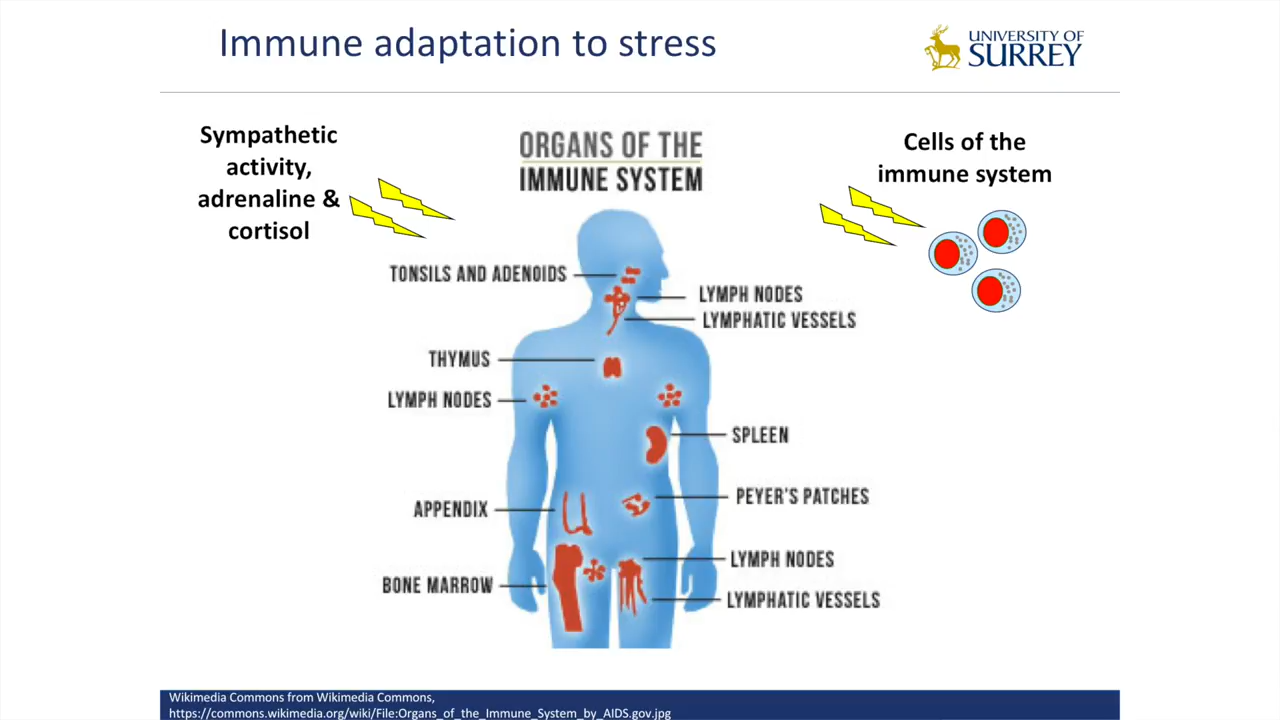 Immune adaptation to stress
UNIVERSITY OF
SURREY
Sympathetic
activity,
adrenaline &
cortisol
ORGANS OF THE
IMMUNE SYSTEM
Cells of the
immune system
TONSILS AND ADENOIDS
LYMPH NODES
LYMPHATIC VESSELS
THYMUS
LYMPH NODES
SPLEEN
PEYER'S PATCHES
APPENDIX
LYMPH NODES
BONE MARROW
LYMPHATIC VESSELS
Wikimedia Commons from Wikimedia Commons,
https://commons.wikimedia.org/wiki/File:Organs_of_the_Immune_System_by_AIDS.gov.jpg